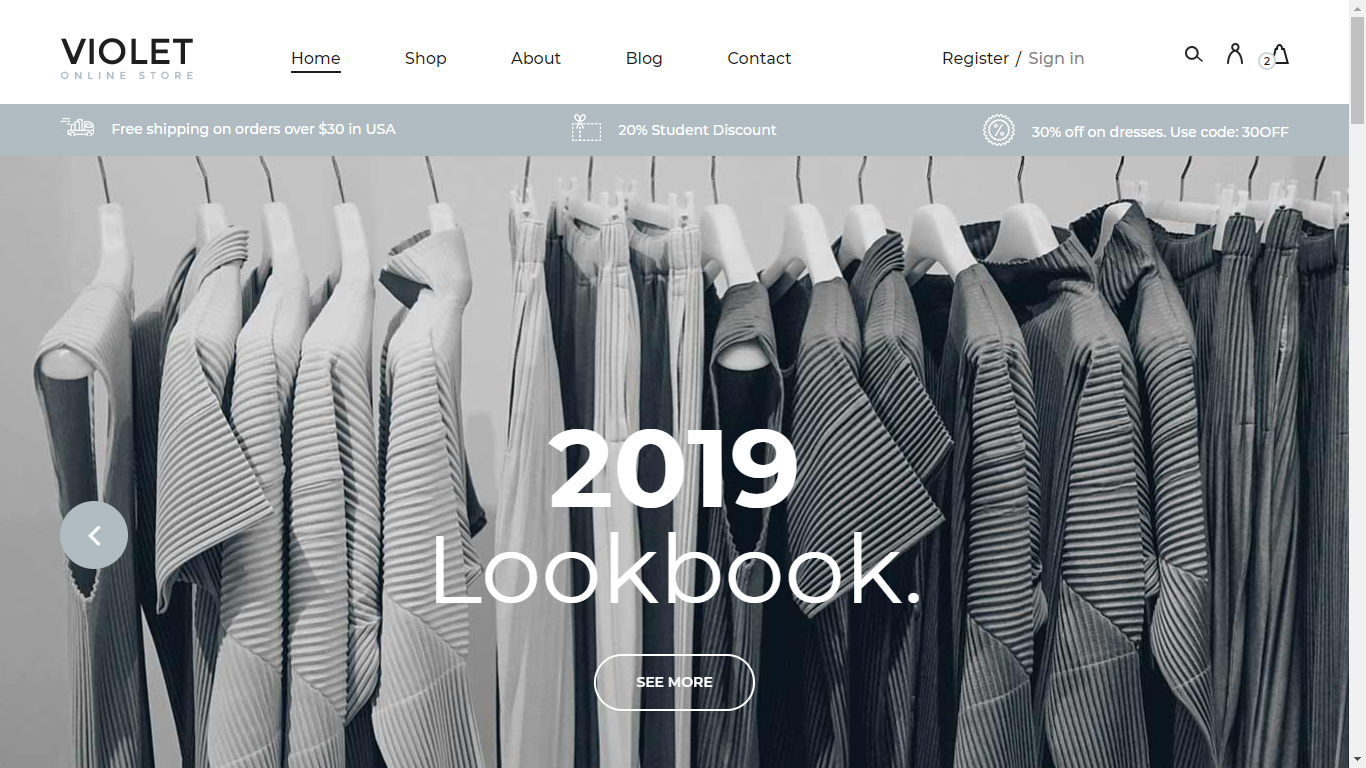 VIOLET
ONLINE STORE
Home
Shop
About
Blog
Contact
Register / Sign in
2
Free shipping on orders over $30 in USA
20% Student Discount
30% off on dresses. Use code: 30OFF
2019
Lookbook.
SEE MORE